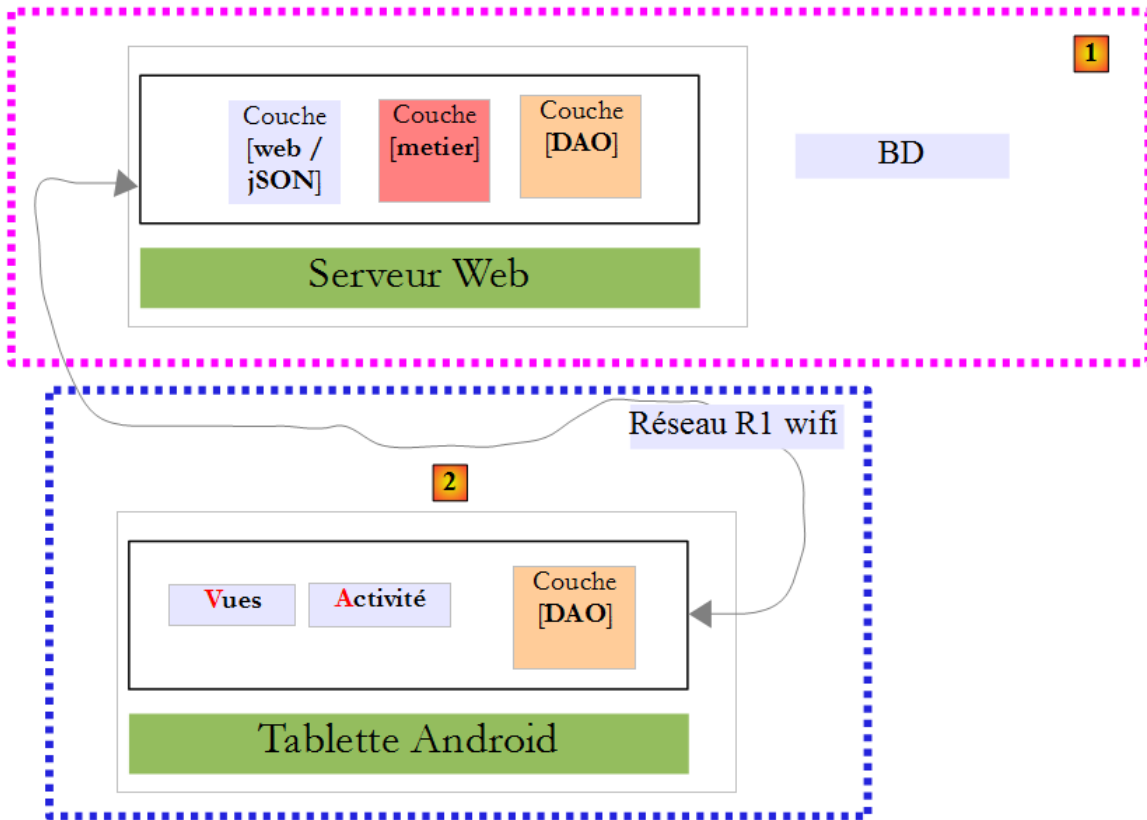 1
Couche
[web /
jSON]
Couche
[metier]
Couche
[DAO]
BD
Serveur Web
Réseau R1 wifi
2
Vues
Activité
Couche
[DAO]
Tablette Android